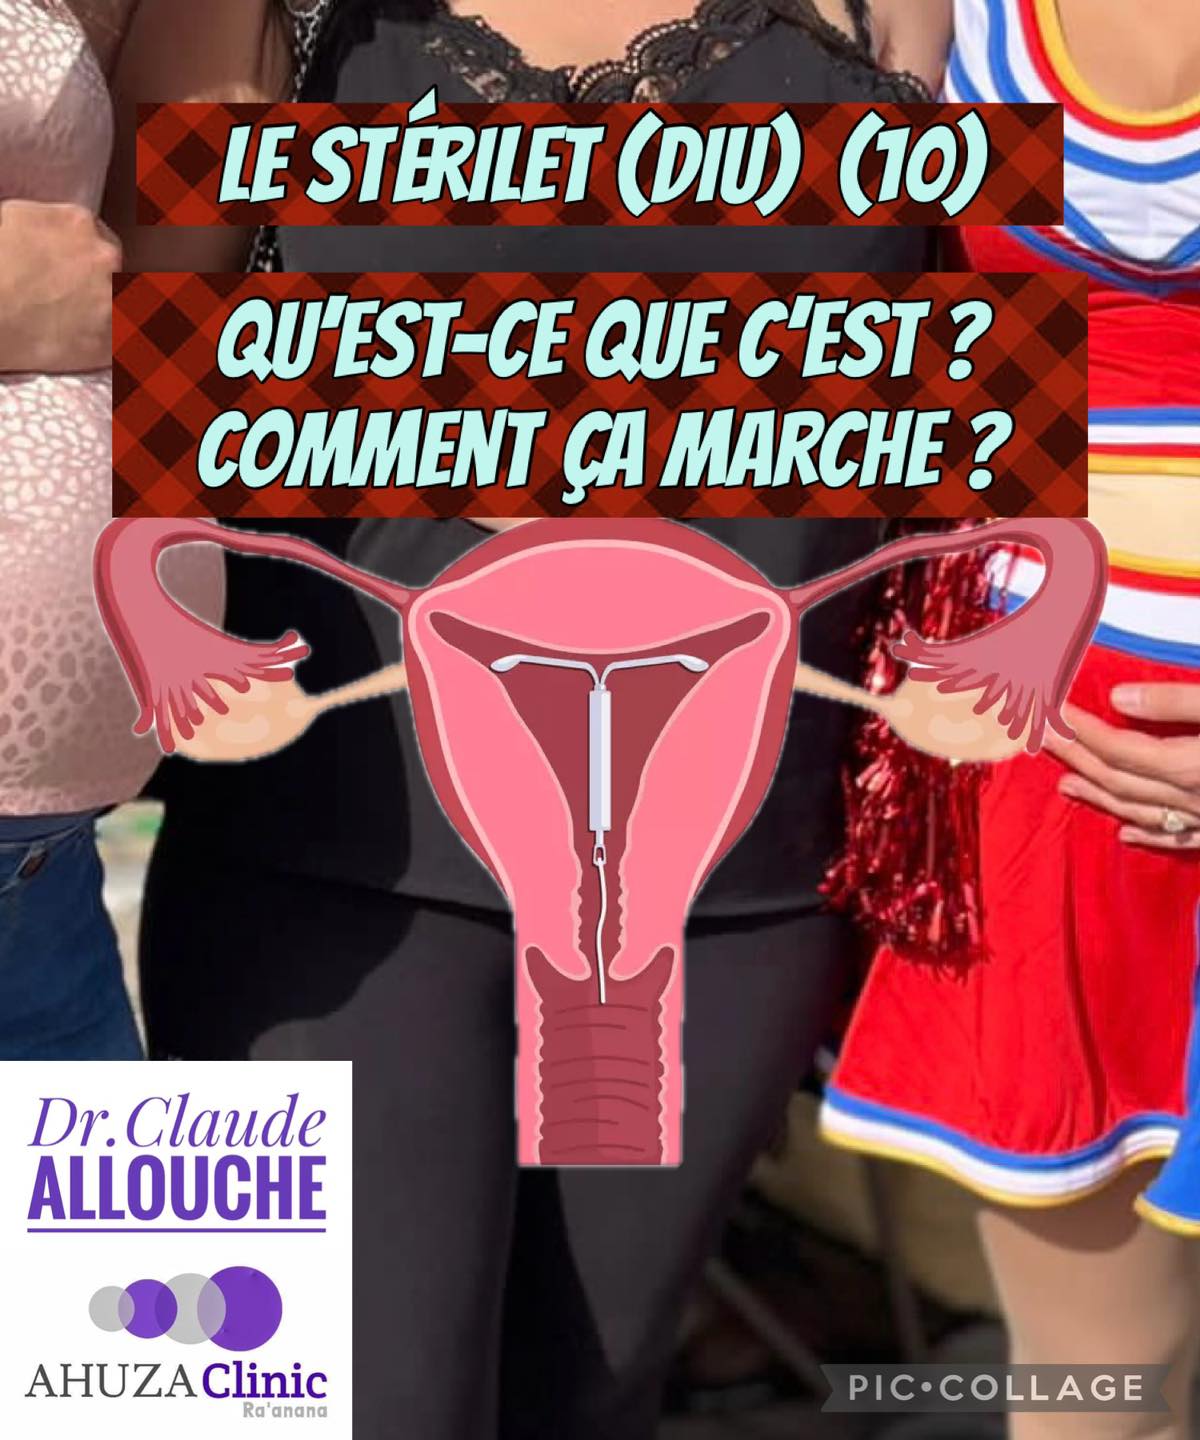 LE STÉRILET (DIU) (10)
QU'EST-CE QUE C'EST ?
COMMENT ÇA MARCHE ?
Dr.Claude
ALLOUCHE
AHUZA Clinic
Ra'anana
PIC•COLLAGE